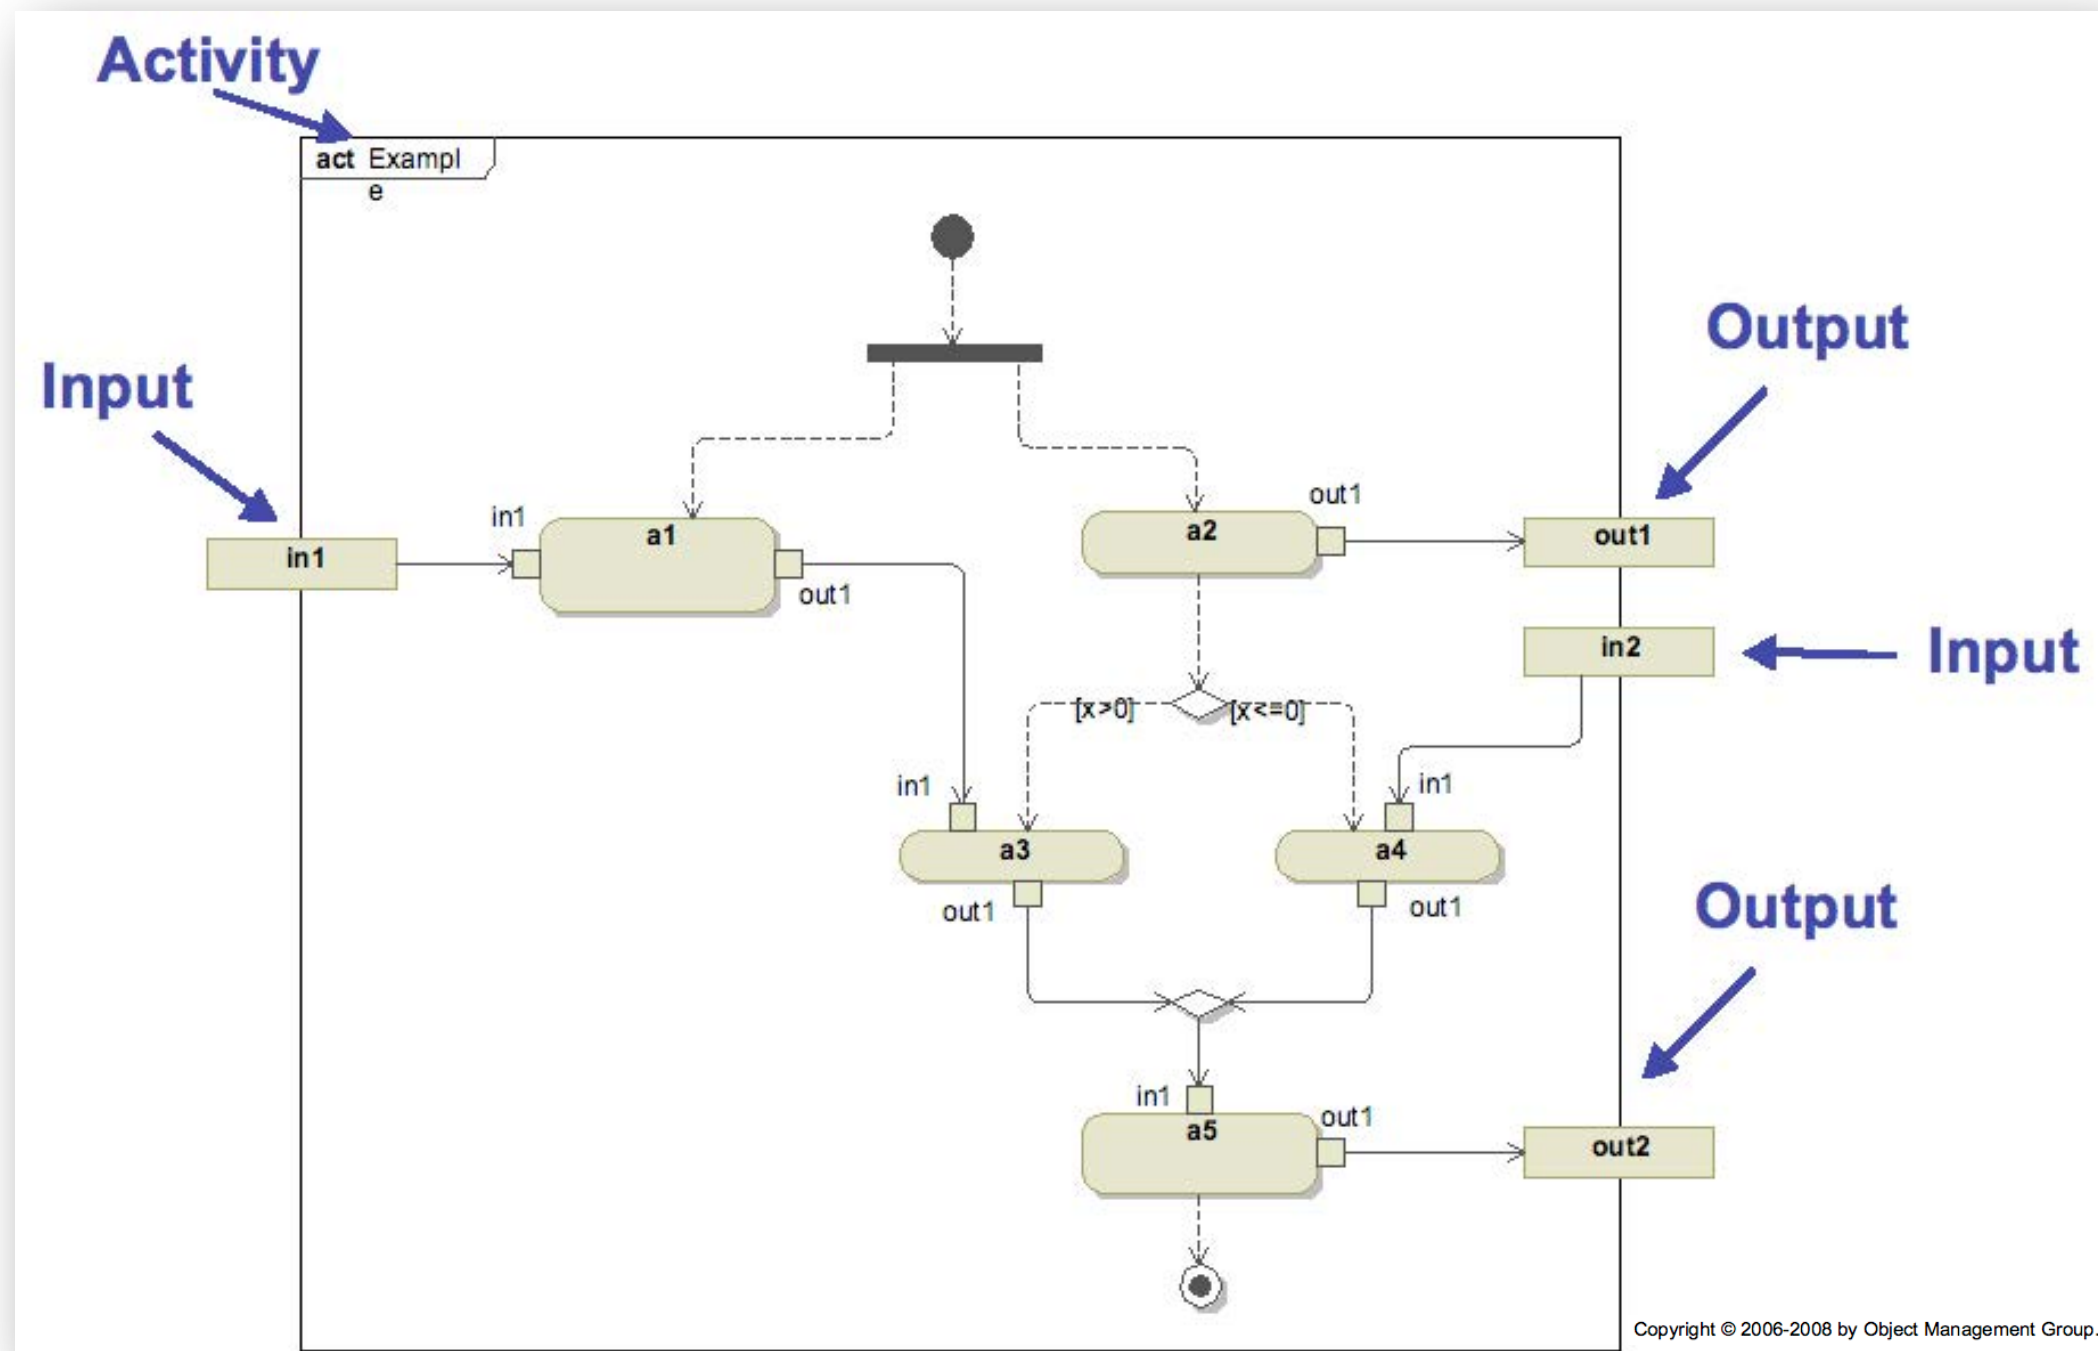 Activity
act Exampl
e
Output
Input
out1
in1
a1
a2
out1
in1
out1
in2
Input
[x>0]
[x<=0]
in1
in1
a3
a4
out1
out1
Output
in1
out1
a5
out2
Copyright © 2006-2008 by Object Management Group.